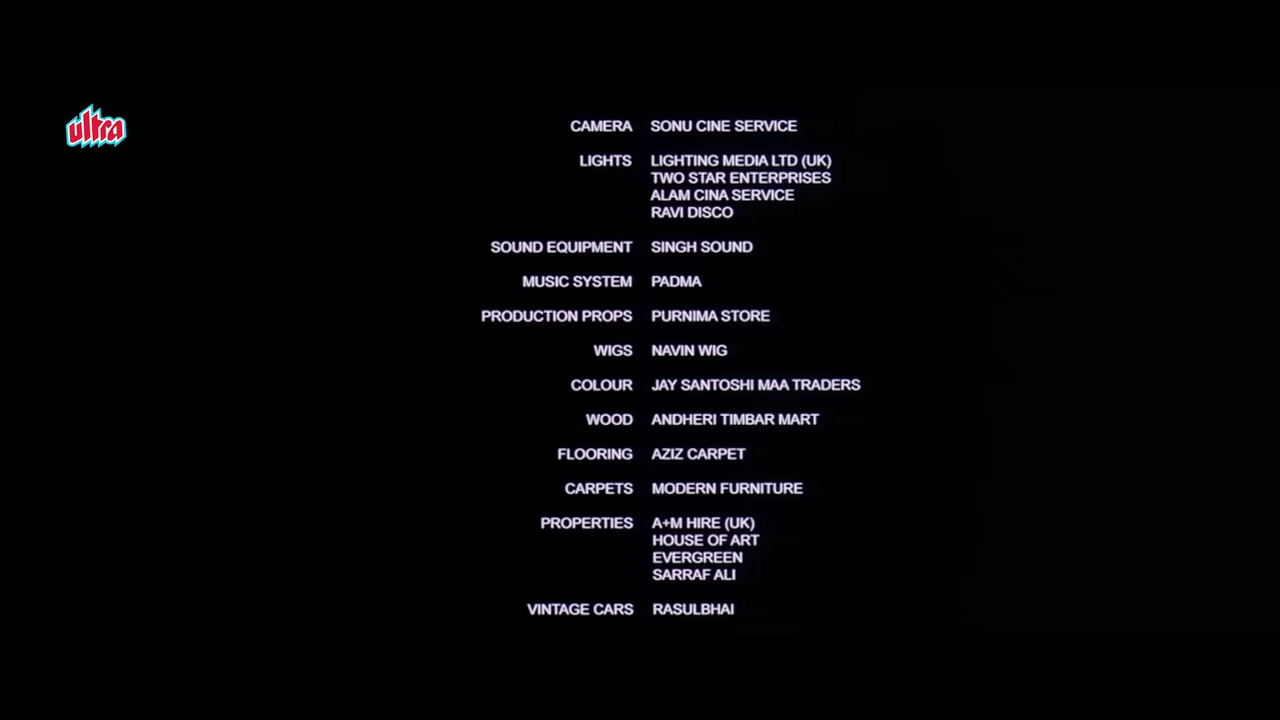 ultra
CAMERA SONU CINE SERVICE
LIGHTS LIGHTING MEDIA LTD (UK)
TWO STAR ENTERPRISES
ALAM CINA SERVICE
RAVI DISCO
SOUND EQUIPMENT SINGH SOUND
MUSIC SYSTEM PADMA
PRODUCTION PROPS PURNIMA STORE
WIGS NAVIN WIG
COLOUR JAY SANTOSHI MAA TRADERS
WOOD ANDHERI TIMBAR MART
FLOORING AZIZ CARPET
CARPETS MODERN FURNITURE
PROPERTIES A+M HIRE (UK)
HOUSE OF ART
EVERGREEN
SARRAF ALI
VINTAGE CARS RASULBHAI